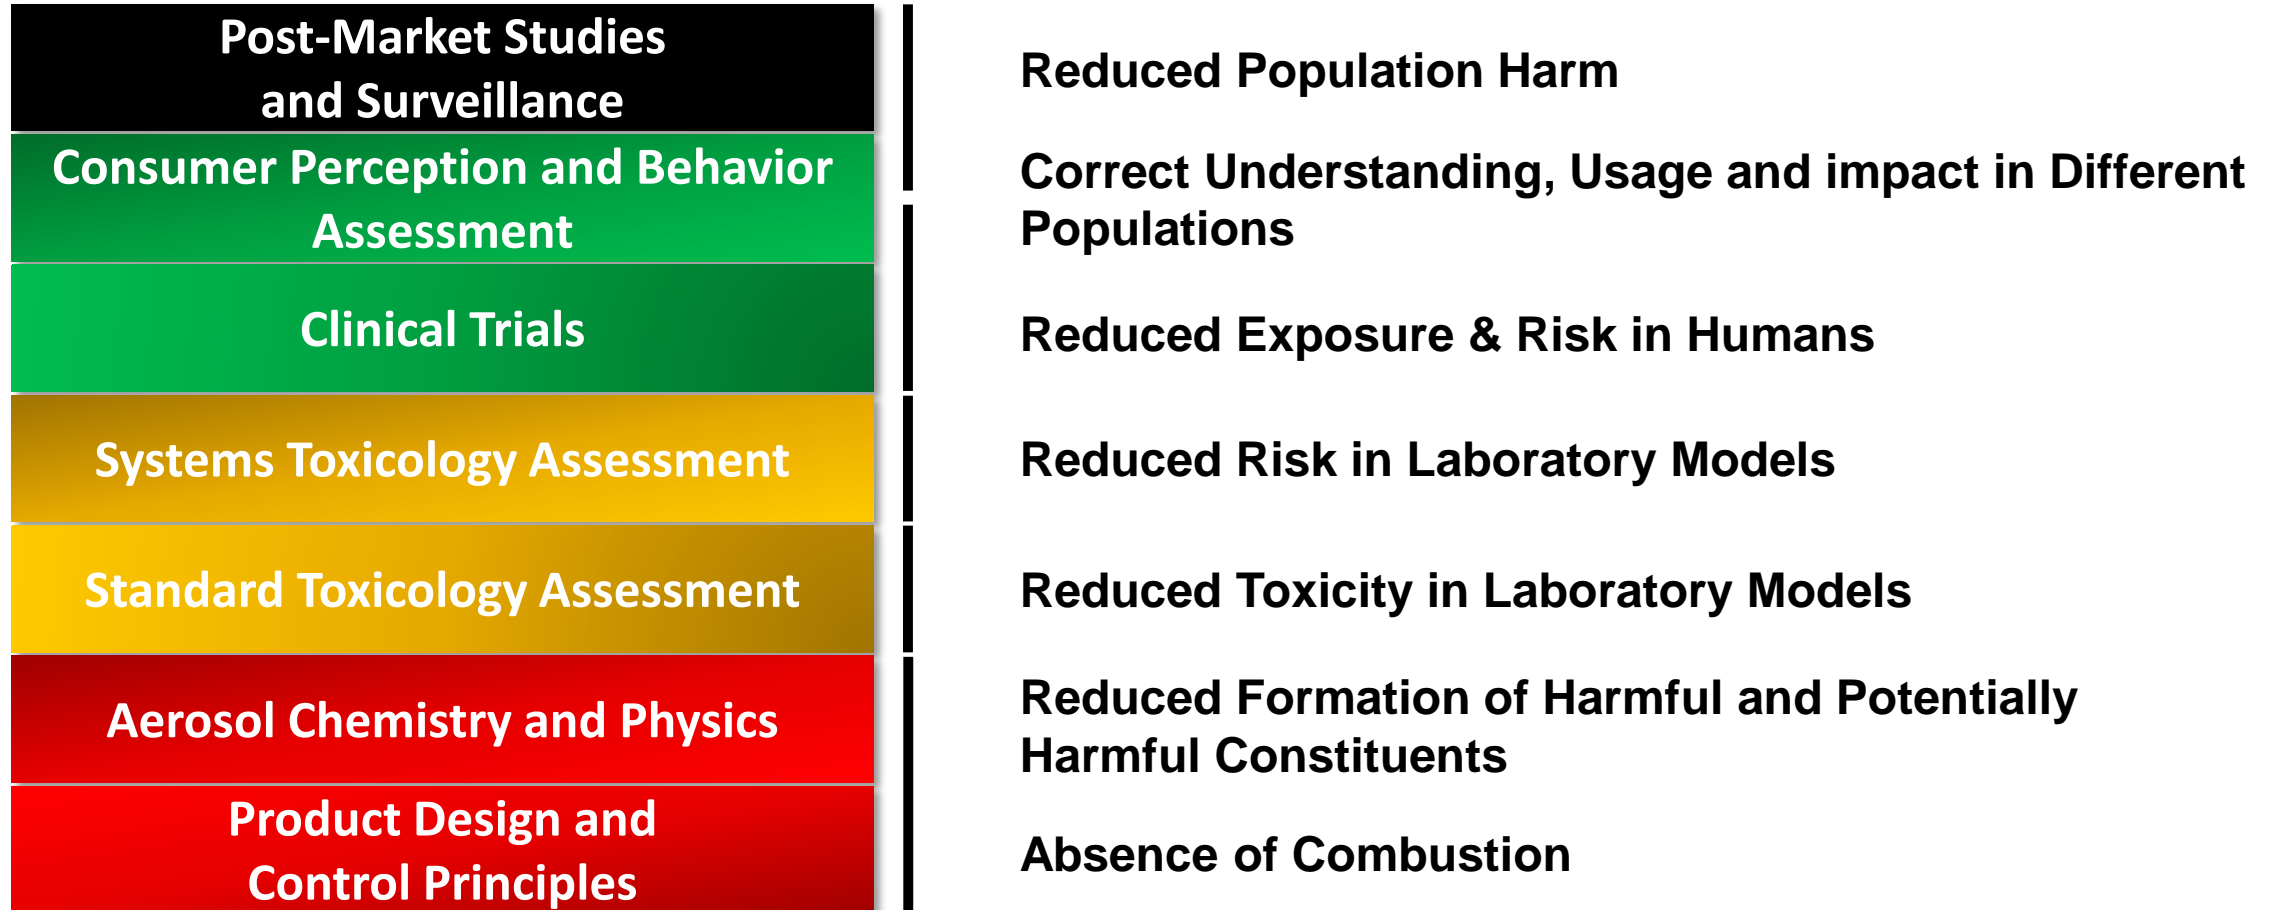 Post-Market Studies
and Surveillance
Reduced Population Harm
Consumer Perception and Behavior
Assessment
Correct Understanding, Usage and impact in Different
Populations
Clinical Trials
Reduced Exposure & Risk in Humans
Systems Toxicology Assessment
Reduced Risk in Laboratory Models
Standard Toxicology Assessment
Reduced Toxicity in Laboratory Models
Aerosol Chemistry and Physics
Reduced Formation of Harmful and Potentially
Harmful Constituents
Product Design and
Control Principles
Absence of Combustion